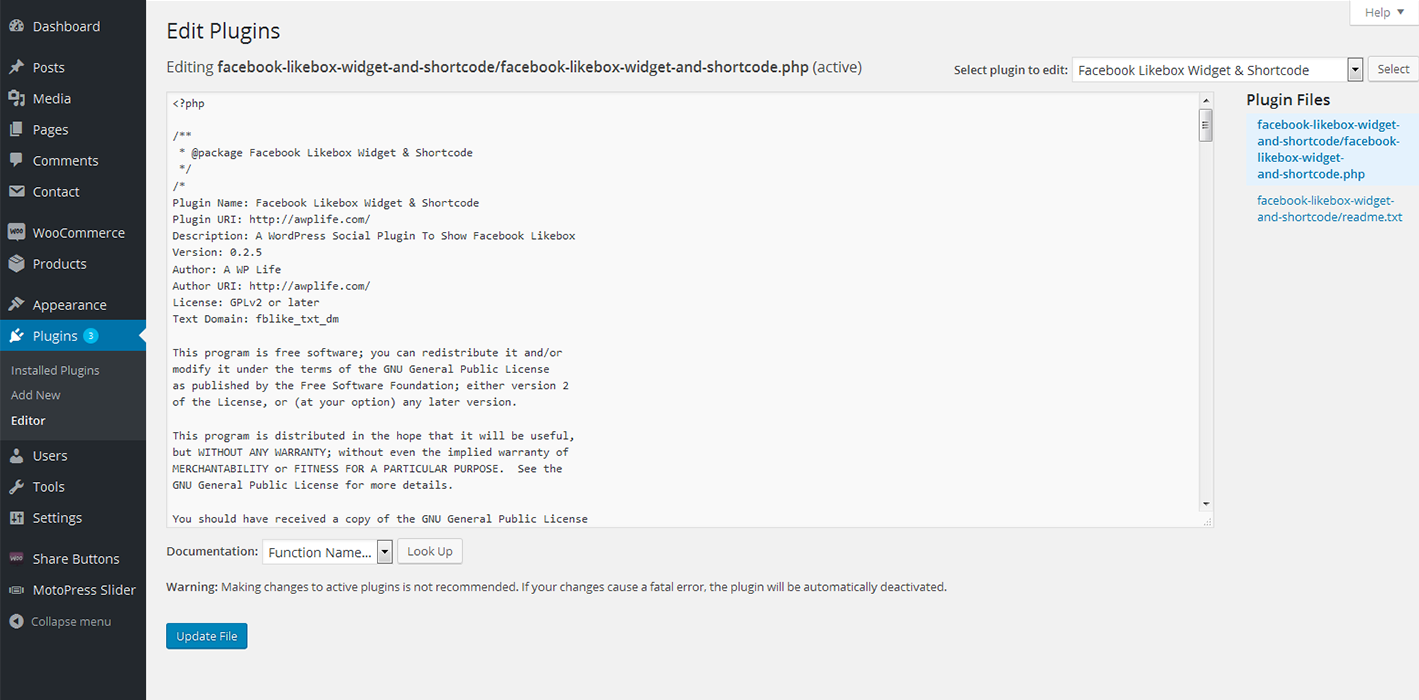 Dashboard
Posts
Media
Pages
Comments
Contact
WooCommerce
Products
Appearance
Plugins 3
Installed Plugins
Add New
Editor
Users
Tools
Settings
Share Buttons
MotoPress Slider
Collapse menu
Help
Edit Plugins
Editing facebook-likebox-widget-and-shortcode/facebook-likebox-widget-and-shortcode.php (active)
Select plugin to edit: Facebook Likebox Widget & Shortcode Select
<?php
/**
* @package Facebook Likebox Widget & Shortcode
*/
/*
Plugin Name: Facebook Likebox Widget & Shortcode
Plugin URI: http://awplife.com/
Description: A WordPress Social Plugin To Show Facebook Likebox
Version: 0.2.5
Author: A WP Life
Author URI: http://awplife.com/
License: GPLv2 or later
Text Domain: fblike_txt_dm
This program is free software; you can redistribute it and/or
modify it under the terms of the GNU General Public License
as published by the Free Software Foundation; either version 2
of the License, or (at your option) any later version.
This program is distributed in the hope that it will be useful,
but WITHOUT ANY WARRANTY; without even the implied warranty of
MERCHANTABILITY or FITNESS FOR A PARTICULAR PURPOSE.  See the
GNU General Public License for more details.
You should have received a copy of the GNU General Public License
Plugin Files
facebook-likebox-widget-
and-shortcode/facebook-
likebox-widget-
and-shortcode.php
facebook-likebox-widget-
and-shortcode/readme.txt
Documentation: Function Name... Look Up
Warning: Making changes to active plugins is not recommended. If your changes cause a fatal error, the plugin will be automatically deactivated.
Update File